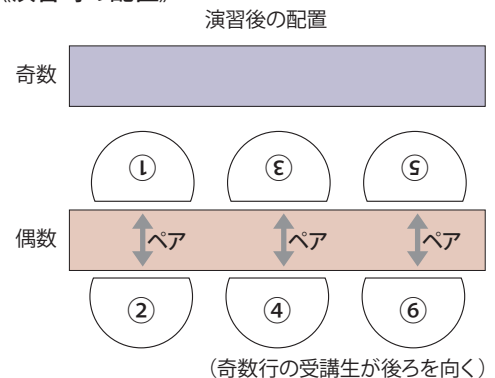 演習後の配置
奇数
① ③ ⑤
偶数
ペア ペア ペア
② ④ ⑥
(奇数行の受講生が後ろを向く)